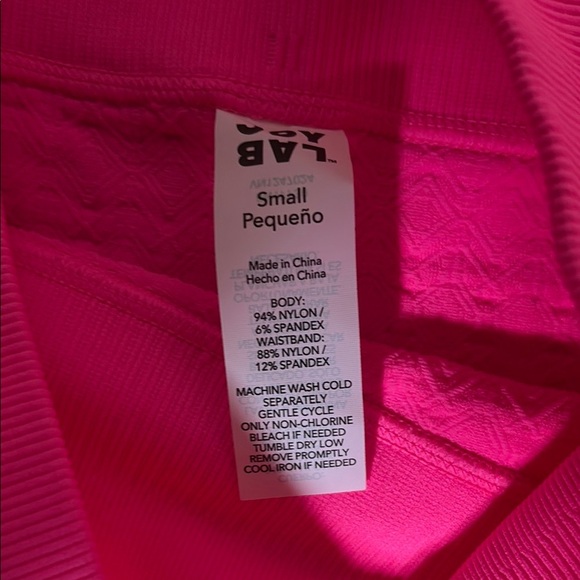 LAB
™
Small
Pequeño
Made in China
Hecho en China
BODY:
94% NYLON /
6% SPANDEX
WAISTBAND:
88% NYLON /
12% SPANDEX
MACHINE WASH COLD
SEPARATELY
GENTLE CYCLE
ONLY NON-CHLORINE
BLEACH IF NEEDED
TUMBLE DRY LOW
REMOVE PROMPTLY
COOL IRON IF NEEDED